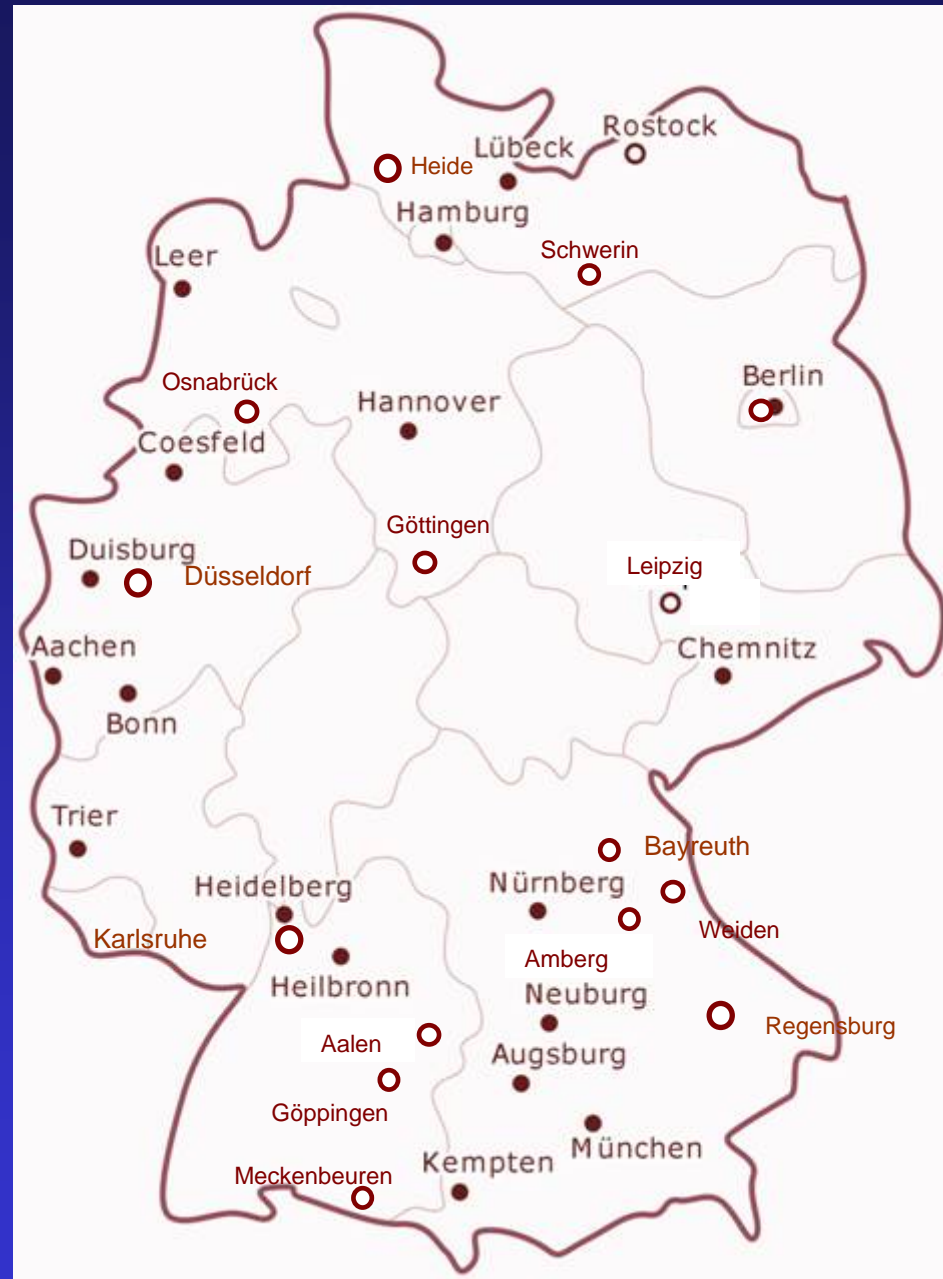 Rostock
Lübeck
Heide
Hamburg
Schwerin
Leer
Berlin
Osnabrück
Hannover
Coesfeld
Göttingen
Duisburg
Leipzig
Düsseldorf
Aachen
Chemnitz
Bonn
Trier
Bayreuth
Nürnberg
Heidelberg
Weiden
Karlsruhe
Amberg
Heilbronn
Neuburg
Regensburg
Aalen
Augsburg
Göppingen
München
Kempten
Meckenbeuren